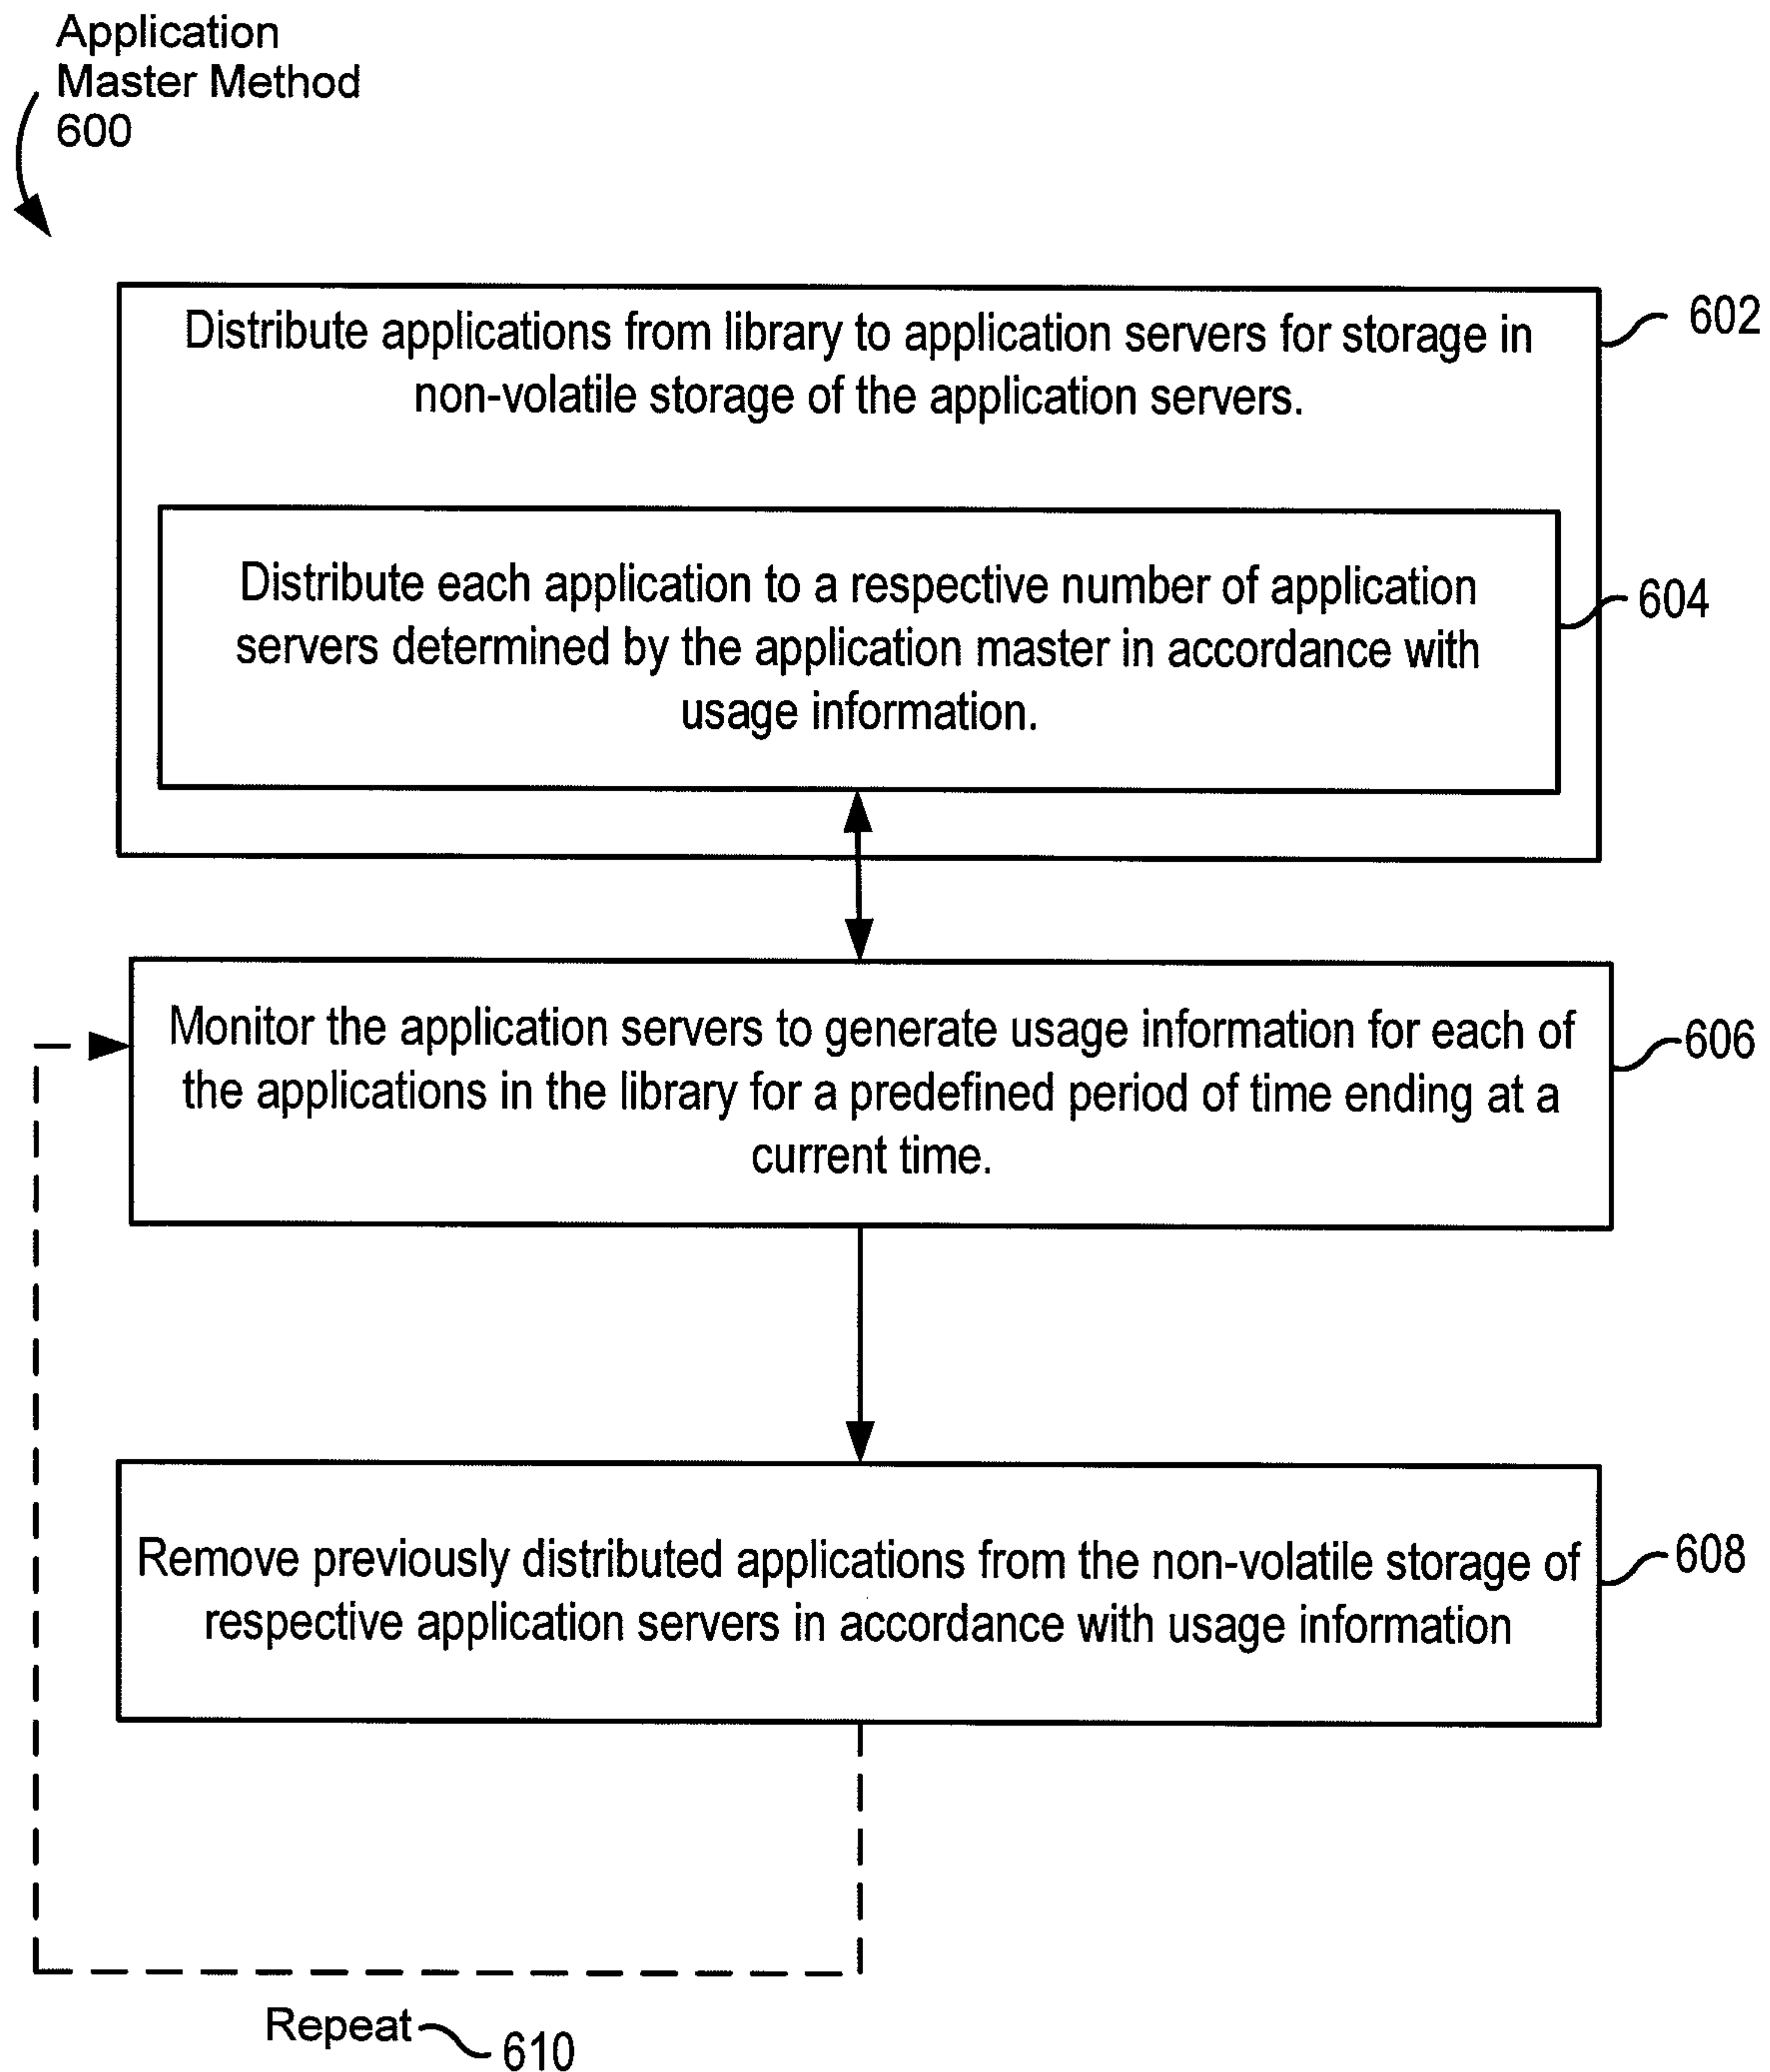 Application
Master Method
600
Distribute applications from library to application servers for storage in
non-volatile storage of the application servers.
602
Distribute each application to a respective number of application
servers determined by the application master in accordance with
usage information.
604
Monitor the application servers to generate usage information for each of
the applications in the library for a predefined period of time ending at a
current time.
606
Remove previously distributed applications from the non-volatile storage of
respective application servers in accordance with usage information
608
Repeat
610